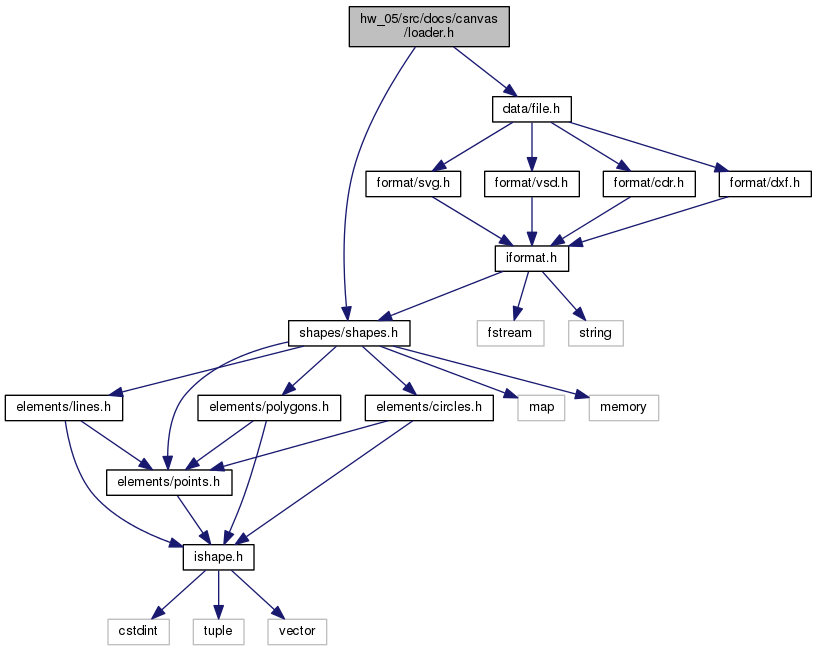 hw_05/src/docs/canvas
/loader.h
data/file.h
format/svg.h
format/vsd.h
format/cdr.h
format/dxf.h
iformat.h
shapes/shapes.h
fstream
string
elements/lines.h
elements/polygons.h
elements/circles.h
map
memory
elements/points.h
ishape.h
cstdint
tuple
vector